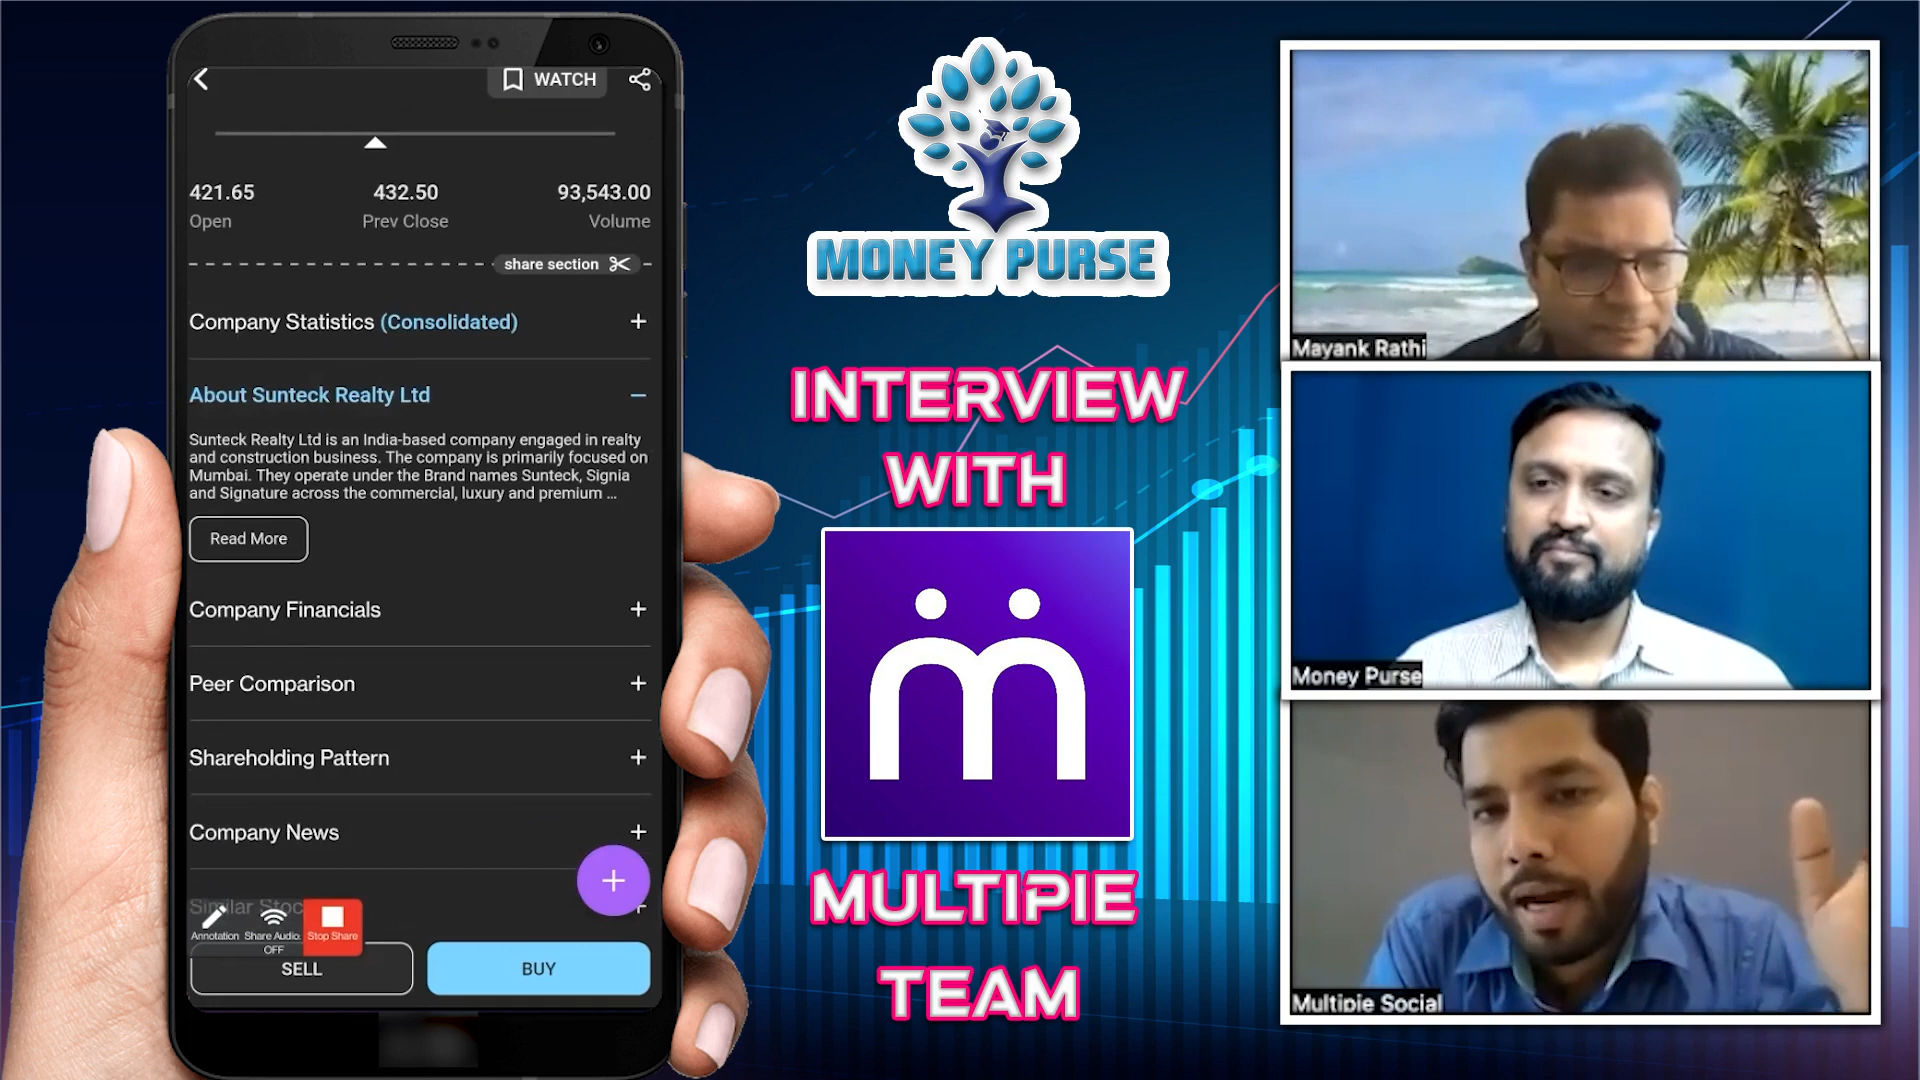 WATCH
421.65 432.50 93,543.00
Open Prev Close Volume
share section
Company Statistics (Consolidated)
About Sunteck Realty Ltd
Sunteck Realty Ltd is an India-based company engaged in realty
and construction business. The company is primarily focused on
Mumbai. They operate under the Brand names Sunteck, Signia
and Signature across the commercial, luxury and premium ...
Read More
Company Financials
Peer Comparison
Shareholding Pattern
Company News
Similar Stoc
Annotation Share Audio: Stop Share
OFF
SELL BUY
MONEY PURSE
INTERVIEW
WITH
MULTIPIE
TEAM
Mayank Rathi
Money Purse
Multipie Social